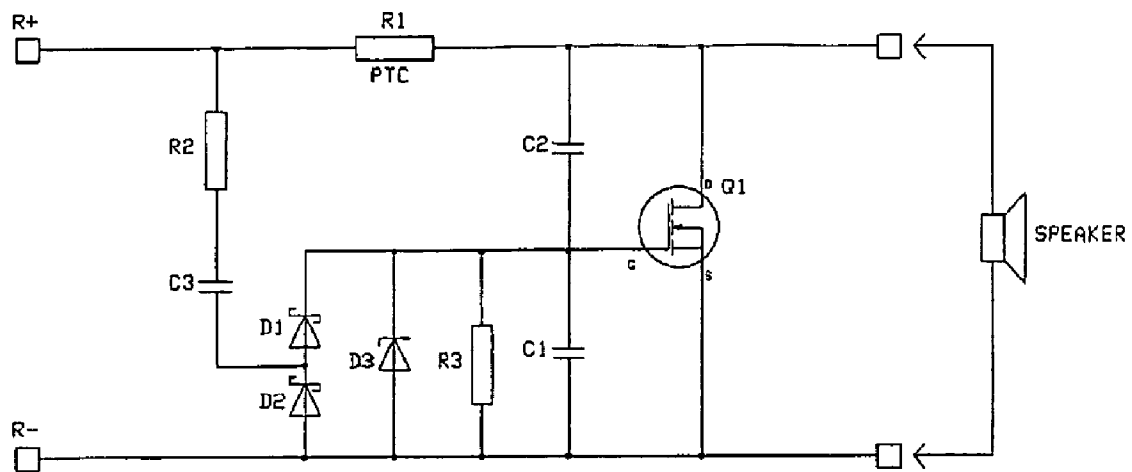 R+
R1
PTC
R2
C2
D
Q1
G
S
SPEAKER
C3
D1
D3
R3
C1
D2
R-